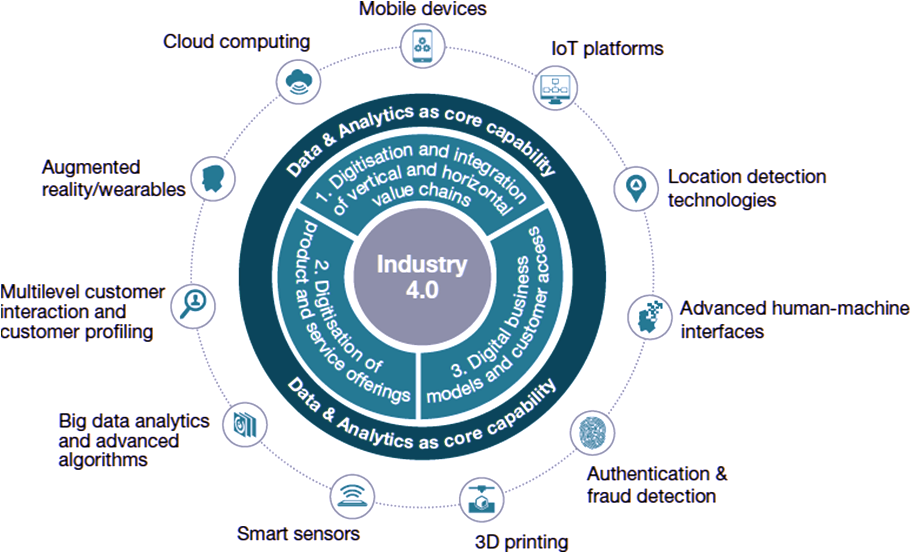 Mobile devices
Cloud computing
IoT platforms
Augmented
reality/wearables
Location detection
technologies
Multilevel customer
interaction and
customer profiling
Advanced human-machine
interfaces
Big data analytics
and advanced
algorithms
Authentication &
fraud detection
Smart sensors
3D printing
Data & Analytics as core capability
1. Digitisation and integration
of vertical and horizontal
value chains
2. Digitisation of
product and service offerings
3. Digital business
models and customer access
Industry
4.0
Data & Analytics as core capability